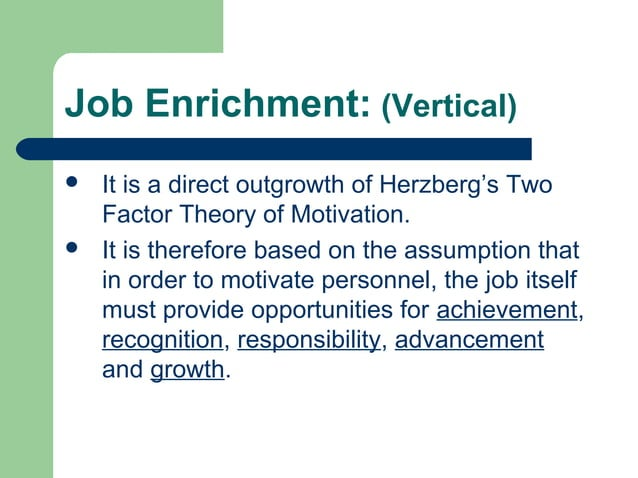 Job Enrichment: (Vertical)
It is a direct outgrowth of Herzberg’s Two
Factor Theory of Motivation.
It is therefore based on the assumption that
in order to motivate personnel, the job itself
must provide opportunities for achievement,
recognition, responsibility, advancement
and growth.